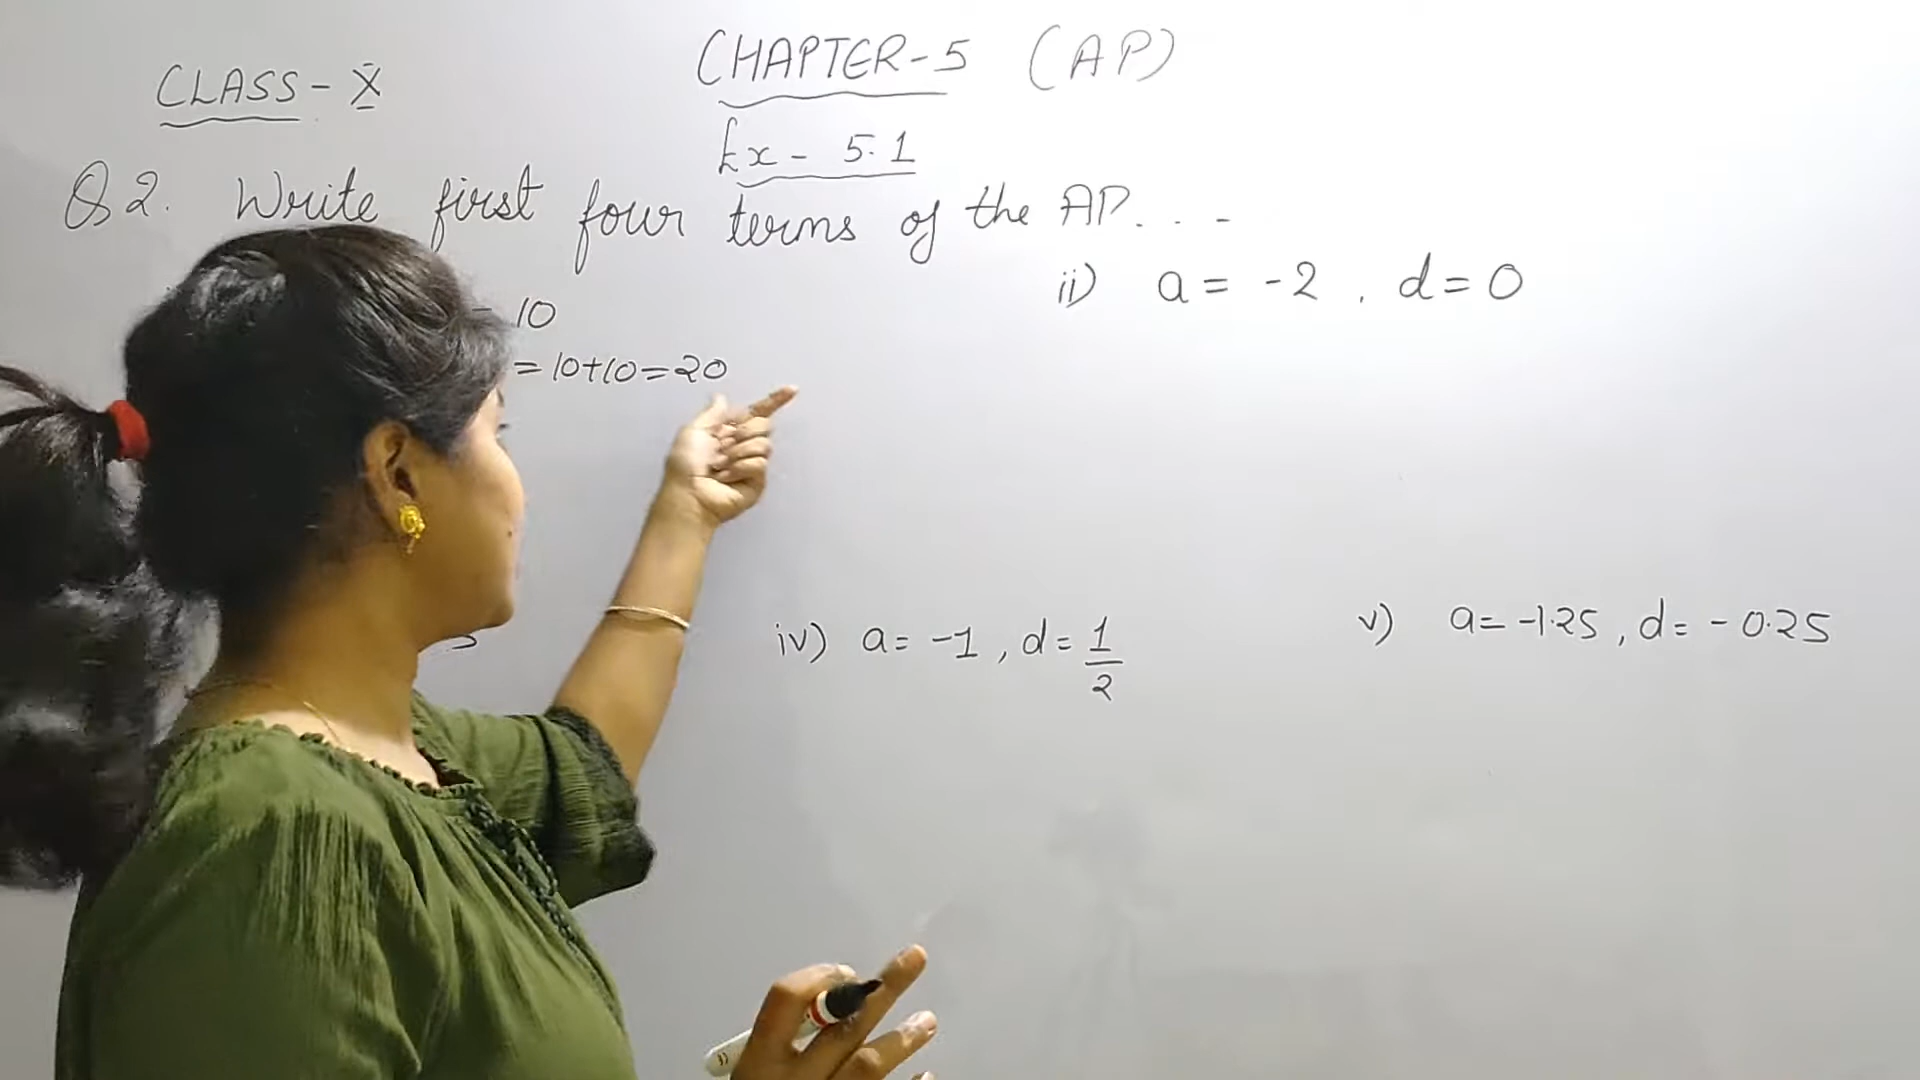 CLASS - X
CHAPTER-5 (AP)
Ex - 5.1
Q2. Write first four terms of the AP. . . -
10
= 10+10=20
ii) a = -2 , d = 0
iv) a = -1 , d = 1/2
v) a = -1.25 , d = -0.25